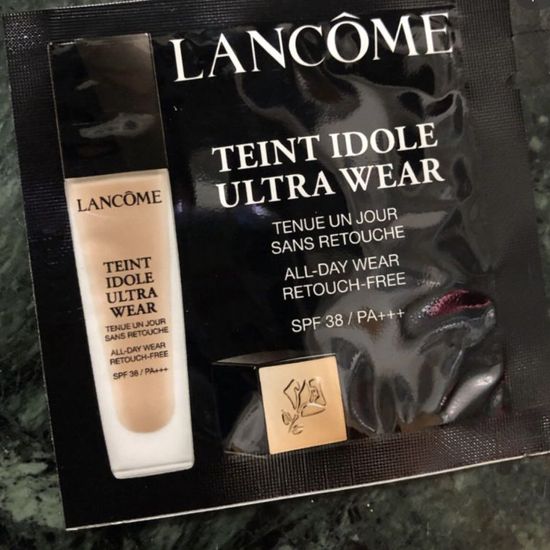 LANCÔME
TEINT IDOLE
ULTRA WEAR
TENUE UN JOUR
SANS RETOUCHE
ALL-DAY WEAR
RETOUCH-FREE
SPF 38 / PA+++
LANCÔME
TEINT
IDOLE
ULTRA
WEAR
TENUE UN JOUR
SANS RETOUCHE
ALL-DAY WEAR
RETOUCH-FREE
SPF 38 / PA+++